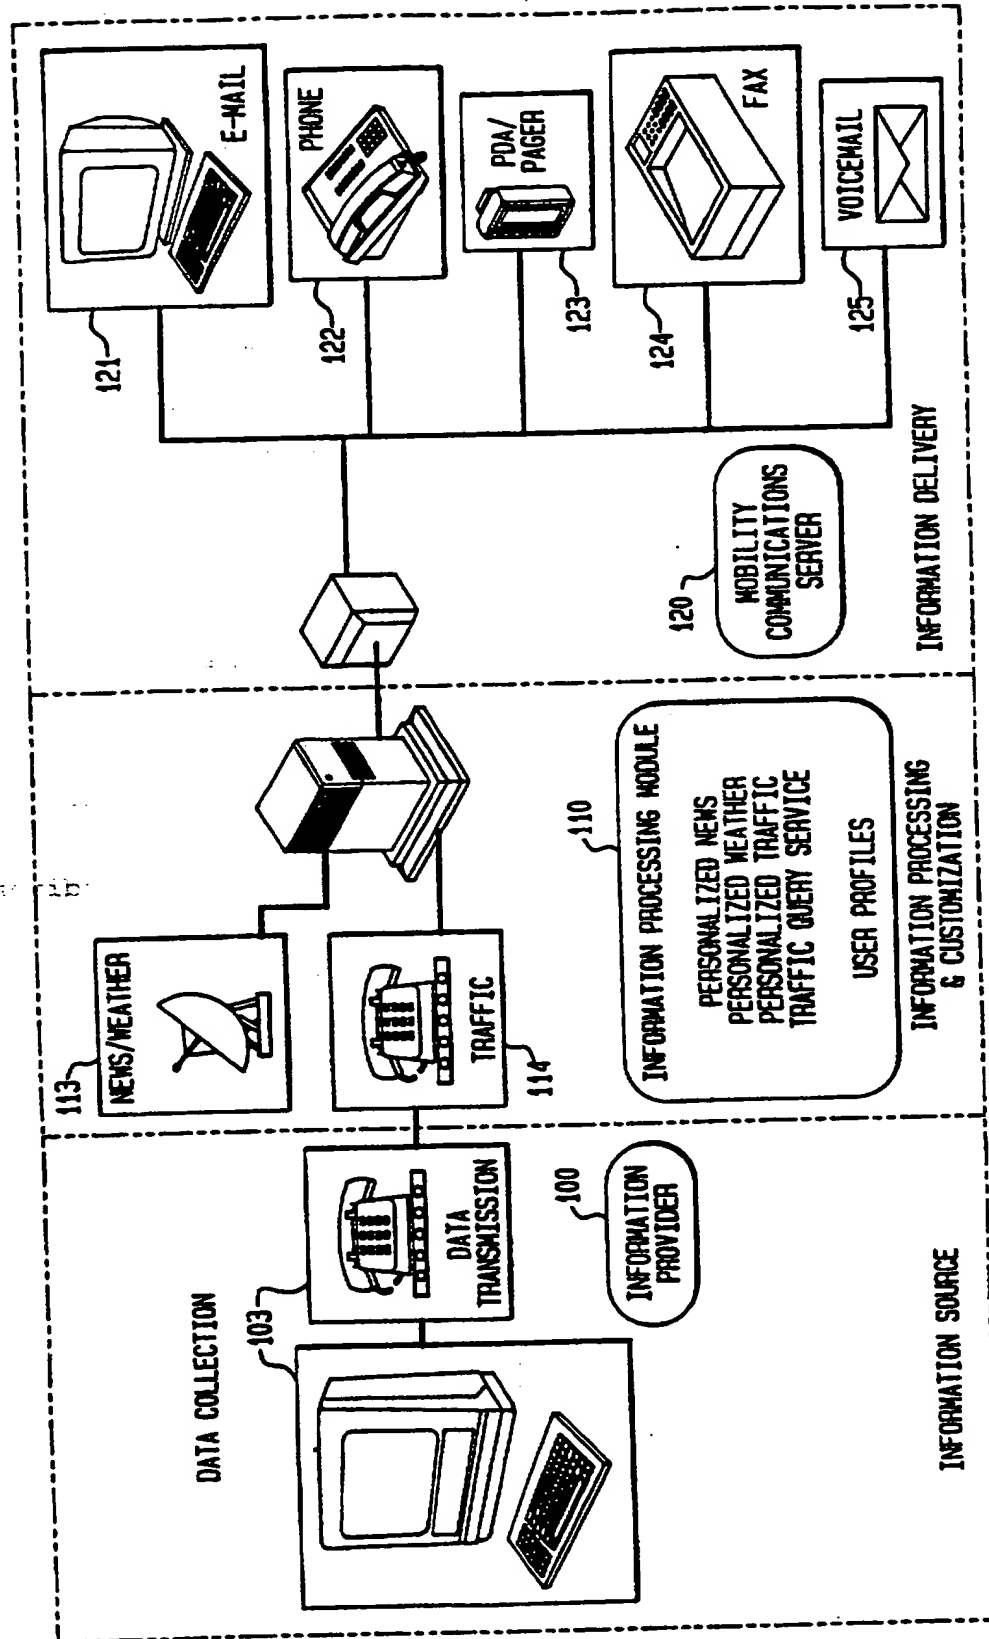 DATA COLLECTION
103
DATA
TRANSMISSION
100
INFORMATION
PROVIDER
INFORMATION SOURCE
113
NEWS/WEATHER
TRAFFIC
114
110
INFORMATION PROCESSING MODULE
PERSONALIZED NEWS
PERSONALIZED WEATHER
PERSONALIZED TRAFFIC
TRAFFIC QUERY SERVICE
USER PROFILES
INFORMATION PROCESSING
& CUSTOMIZATION
120
MOBILITY
COMMUNICATIONS
SERVER
INFORMATION DELIVERY
121
E-MAIL
122
PHONE
123
PDA/
PAGER
124
FAX
125
VOICEMAIL